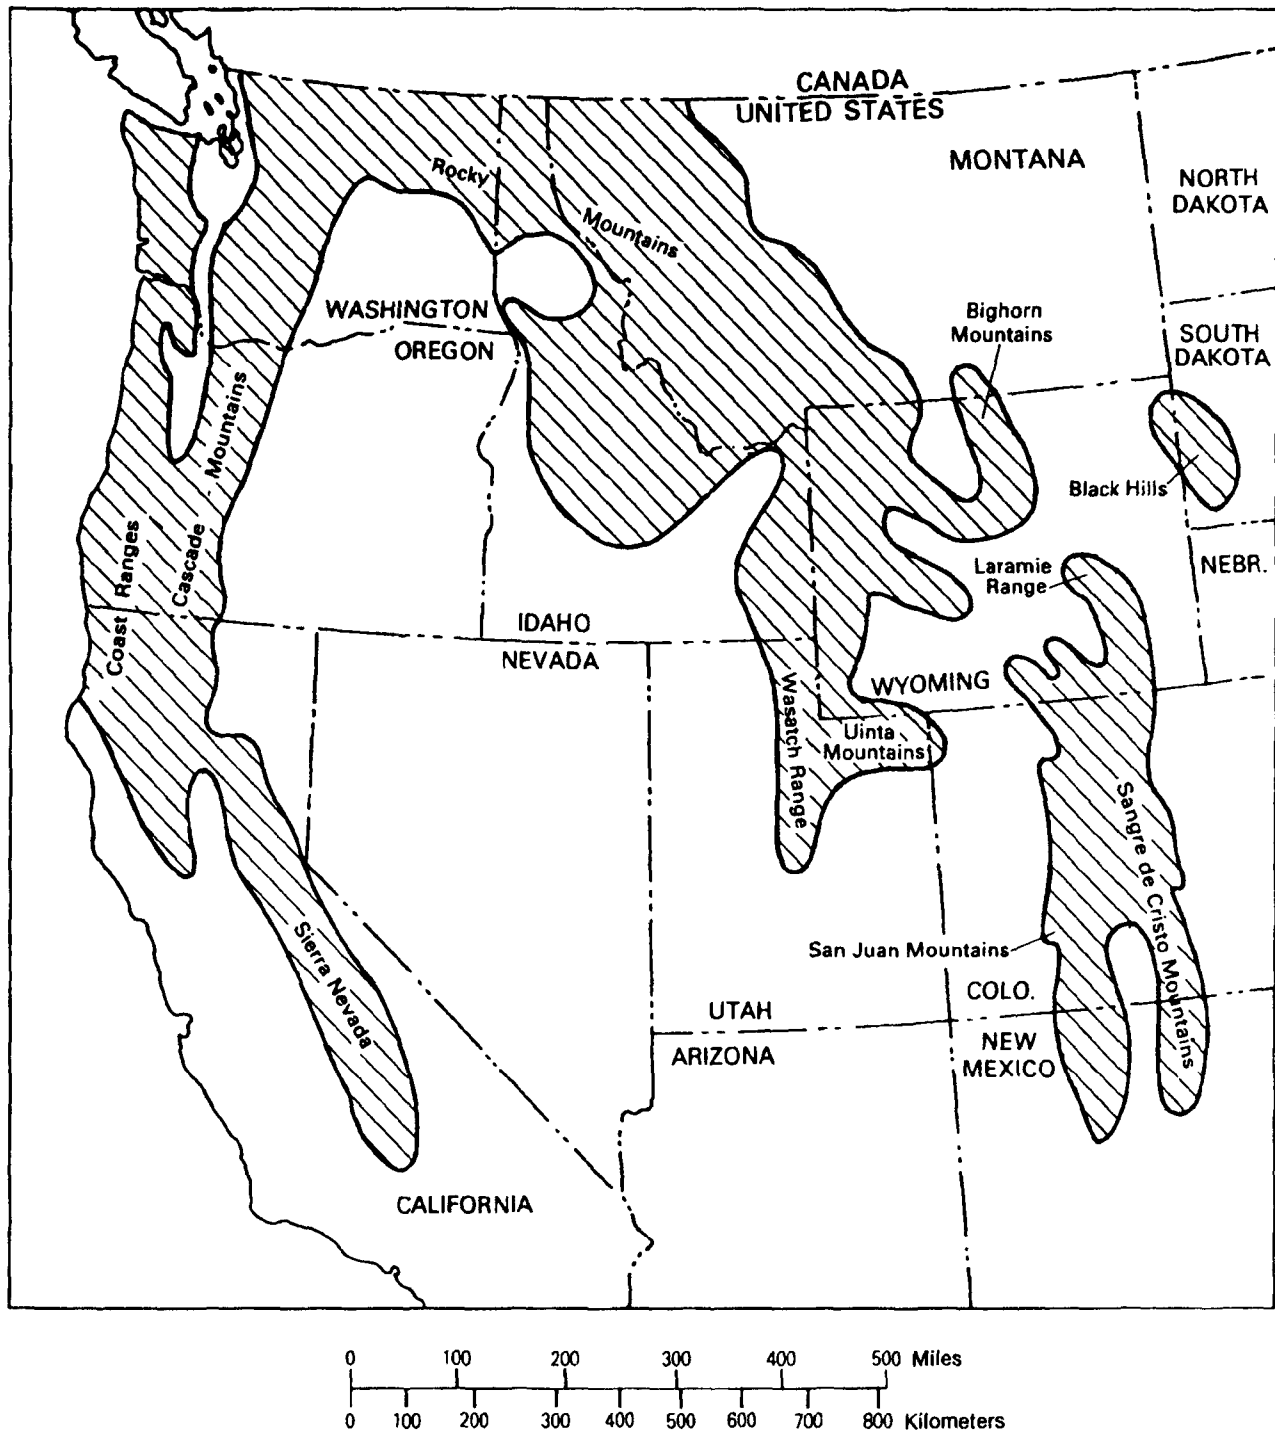 CANADA
UNITED STATES
MONTANA
NORTH
DAKOTA
Rocky
Mountains
WASHINGTON
OREGON
Bighorn
Mountains
SOUTH
DAKOTA
Black Hills
NEBR.
Cascade Mountains
Coast Ranges
Laramie
Range
IDAHO
NEVADA
WYOMING
Wasatch Range
Uinta
Mountains
Sangre de Cristo Mountains
Sierra Nevada
San Juan Mountains
COLO.
UTAH
ARIZONA
NEW
MEXICO
CALIFORNIA
0 100 200 300 400 500 Miles
0 100 200 300 400 500 600 700 800 Kilometers